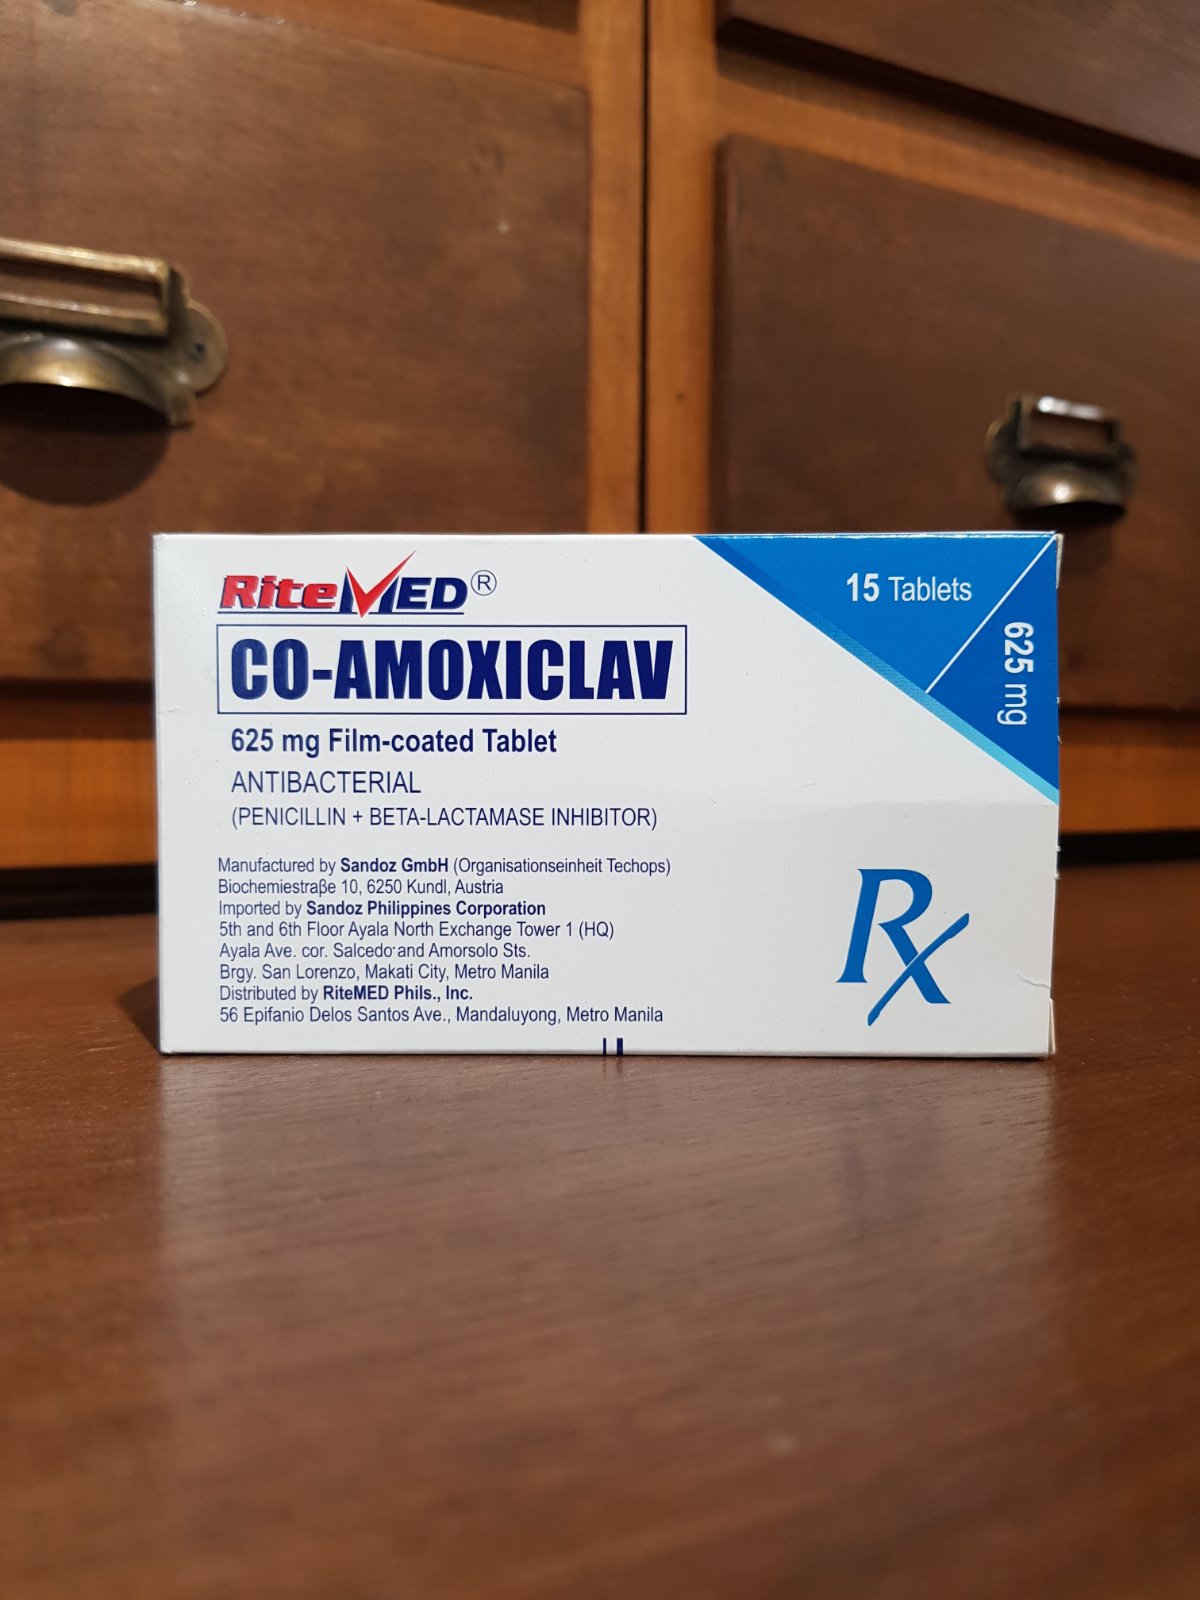 RiteMED®
CO-AMOXICLAV
625 mg Film-coated Tablet
ANTIBACTERIAL
(PENICILLIN + BETA-LACTAMASE INHIBITOR)
Manufactured by Sandoz GmbH (Organisationseinheit Techops)
Biochemiestraβe 10, 6250 Kundl, Austria
Imported by Sandoz Philippines Corporation
5th and 6th Floor Ayala North Exchange Tower 1 (HQ)
Ayala Ave. cor. Salcedo and Amorsolo Sts.
Brgy. San Lorenzo, Makati City, Metro Manila
Distributed by RiteMED Phils., Inc.
56 Epifanio Delos Santos Ave., Mandaluyong, Metro Manila
15 Tablets
625 mg
Rx